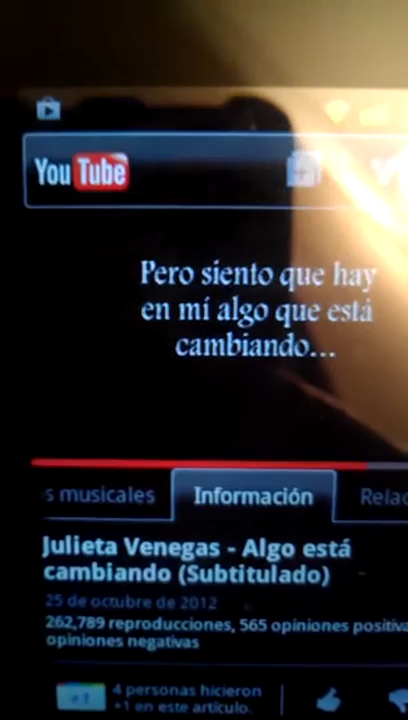 YouTube
Pero siento que hay
en mí algo que está
cambiando...
s musicales
Información
Relac
Julieta Venegas - Algo está
cambiando (Subtitulado)
25 de octubre de 2012
262,789 reproducciones, 565 opiniones positiva
opiniones negativas
+1
4 personas hicieron
+1 en este artículo.